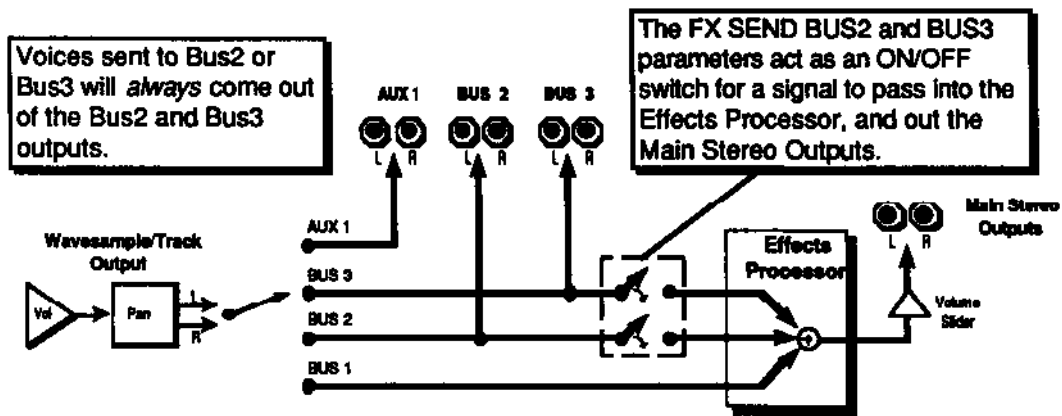 Voices sent to Bus2 or
Bus3 will always come out
of the Bus2 and Bus3
outputs.
The FX SEND BUS2 and BUS3
parameters act as an ON/OFF
switch for a signal to pass into the
Effects Processor, and out the
Main Stereo Outputs.
AUX 1 BUS 2 BUS 3
L R L R L R
Main Stereo
Outputs
L R
Wavesample/Track
Output
AUX 1
Effects
Processor
BUS 3
Vol Pan L
R
Volume
Slider
BUS 2
+
BUS 1